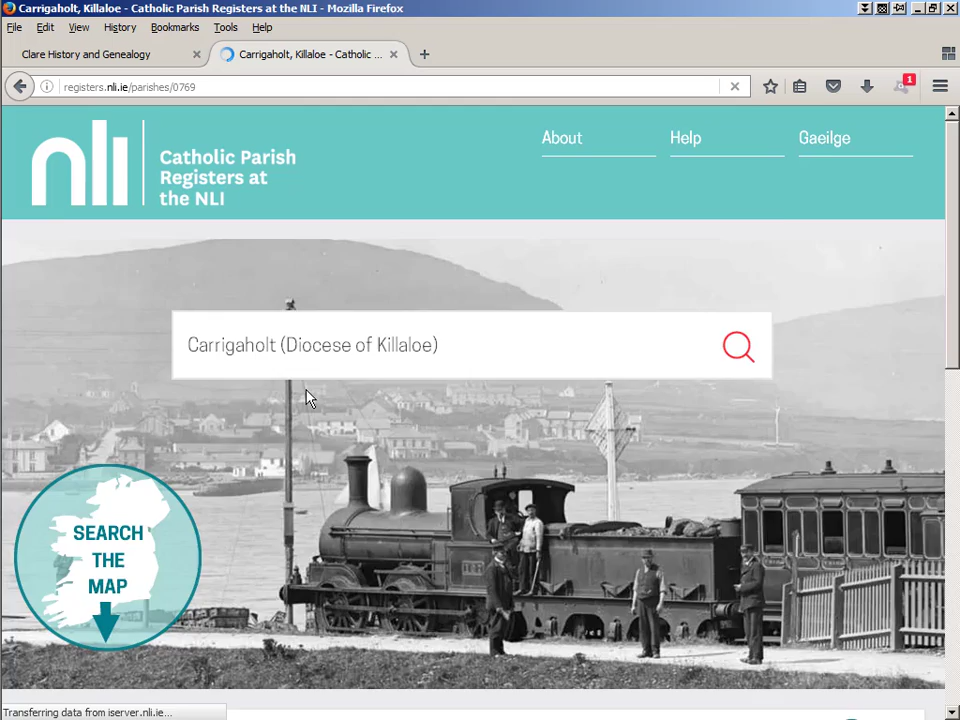 Carrigaholt, Killaloe - Catholic Parish Registers at the NLI - Mozilla Firefox
File Edit View History Bookmarks Tools Help
Clare History and Genealogy
Carrigaholt, Killaloe - Catholic ...
registers.nli.ie/parishes/0769
1
nli
Catholic Parish
Registers at
the NLI
About Help Gaeilge
Carrigaholt (Diocese of Killaloe)
SEARCH
THE
MAP
Transferring data from iserver.nli.ie...